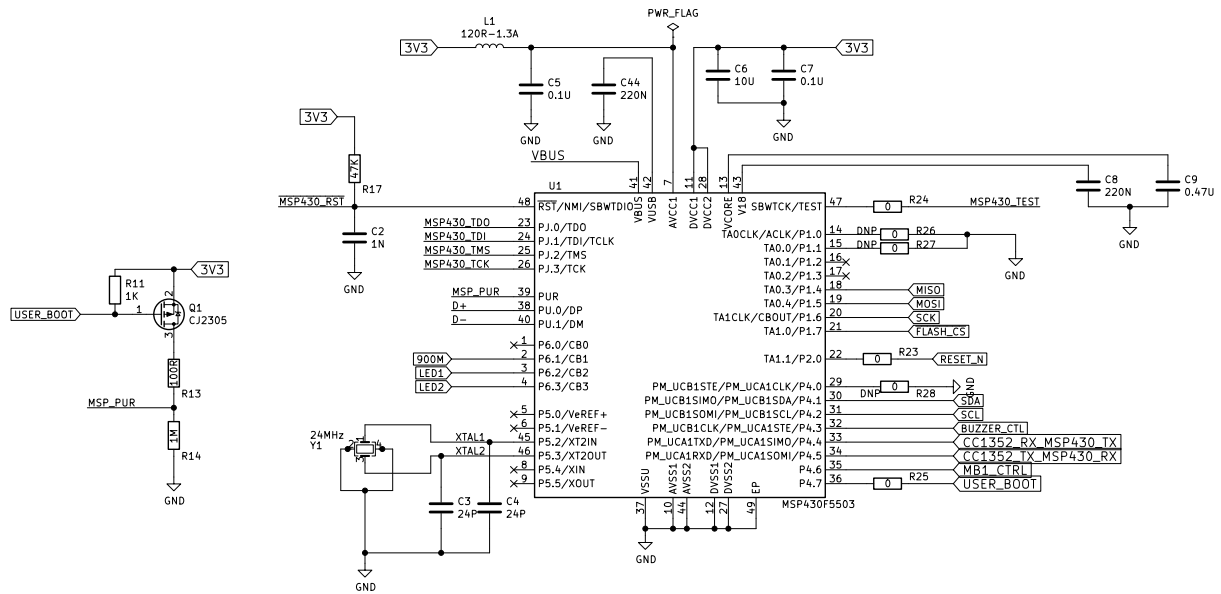 PWR_FLAG
L1
120R-1.3A
3V3
3V3
C5
0.1U
C44
220N
C6
10U
C7
0.1U
GND
GND
GND
3V3
47K
R17
VBUS
C8
220N
C9
0.47U
GND
U1
41 42 7 11 28 13 43
VBUS VUSB AVCC1 DVCC1 DVCC2 VCORE V18
MSP430_RST 48 RST/NMI/SBWTDIO
SBWTCK/TEST 47 0 R24 MSP430_TEST
C2
1N
GND
MSP430_TDO 23 PJ.0/TDO
MSP430_TDI 24 PJ.1/TDI/TCLK
MSP430_TMS 25 PJ.2/TMS
MSP430_TCK 26 PJ.3/TCK
MSP_PUR 39 PUR
D+ 38 PU.0/DP
D- 40 PU.1/DM
1 P6.0/CB0
900M 2 P6.1/CB1
LED1 3 P6.2/CB2
LED2 4 P6.3/CB3
5 P5.0/VeREF+
6 P5.1/VeREF-
XTAL1 45 P5.2/XT2IN
XTAL2 46 P5.3/XT2OUT
8 P5.4/XIN
9 P5.5/XOUT
TA0CLK/ACLK/P1.0 14 DNP 0 R26
TA0.0/P1.1 15 DNP 0 R27
GND
TA0.1/P1.2 16
TA0.2/P1.3 17
TA0.3/P1.4 18 MISO
TA0.4/P1.5 19 MOSI
TA1CLK/CBOUT/P1.6 20 SCK
TA1.0/P1.7 21 FLASH_CS
TA1.1/P2.0 22 0 R23 RESET_N
PM_UCB1STE/PM_UCA1CLK/P4.0 29 DNP 0 R28 GND
PM_UCB1SIMO/PM_UCB1SDA/P4.1 30 SDA
PM_UCB1SOMI/PM_UCB1SCL/P4.2 31 SCL
PM_UCB1CLK/PM_UCA1STE/P4.3 32 BUZZER_CTL
PM_UCA1TXD/PM_UCA1SIMO/P4.4 33 CC1352_RX_MSP430_TX
PM_UCA1RXD/PM_UCA1SOMI/P4.5 34 CC1352_TX_MSP430_RX
P4.6 35 MB1_CTRL
P4.7 36 0 R25 USER_BOOT
VSSU AVSS1 AVSS2 DVSS1 DVSS2 EP
37 10 44 12 27 49
MSP430F5503
GND
3V3
R11
1K
USER_BOOT
1
2
3
Q1
CJ2305
100R
R13
MSP_PUR
1M
R14
GND
24MHz
Y1
C3
24P
C4
24P
GND